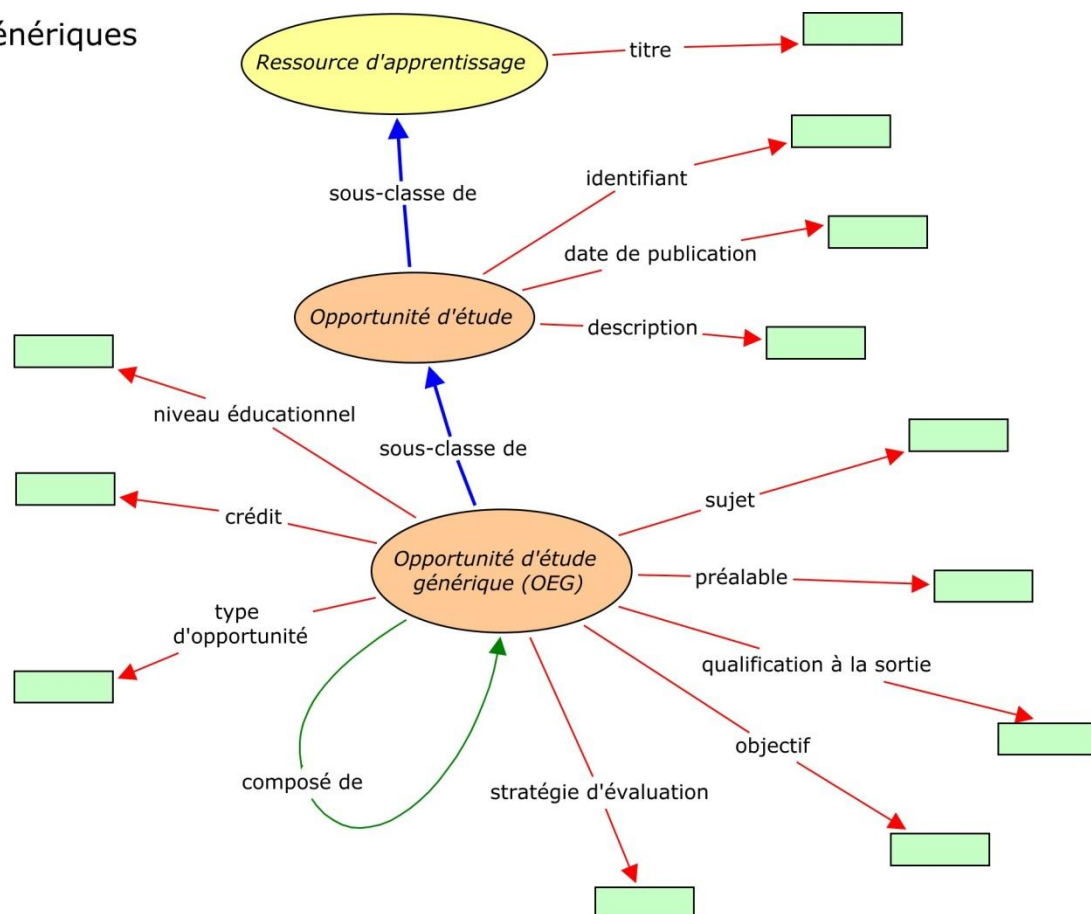 énériques
Ressource d'apprentissage
titre
identifiant
sous-classe de
date de publication
Opportunité d'étude
description
niveau éducationnel
sous-classe de
sujet
crédit
Opportunité d'étude
générique (OEG)
préalable
type
d'opportunité
qualification à la sortie
objectif
composé de
stratégie d'évaluation